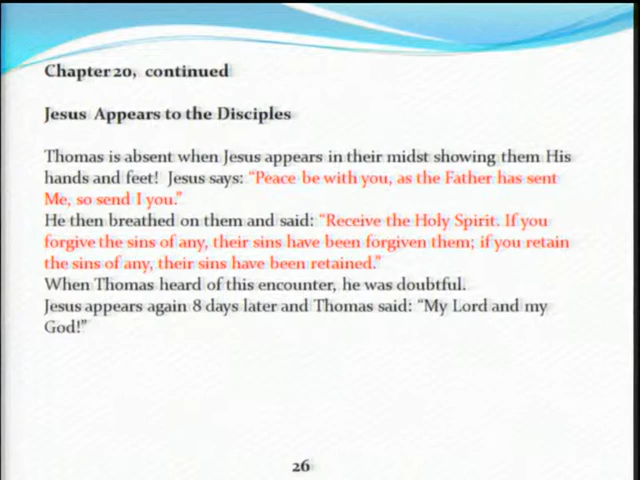 Chapter 20, continued
Jesus Appears to the Disciples
Thomas is absent when Jesus appears in their midst showing them His
hands and feet! Jesus says: “Peace be with you, as the Father has sent
Me, so send I you.”
He then breathed on them and said: “Receive the Holy Spirit. If you
forgive the sins of any, their sins have been forgiven them; if you retain
the sins of any, their sins have been retained.”
When Thomas heard of this encounter, he was doubtful.
Jesus appears again 8 days later and Thomas said: “My Lord and my
God!”
26